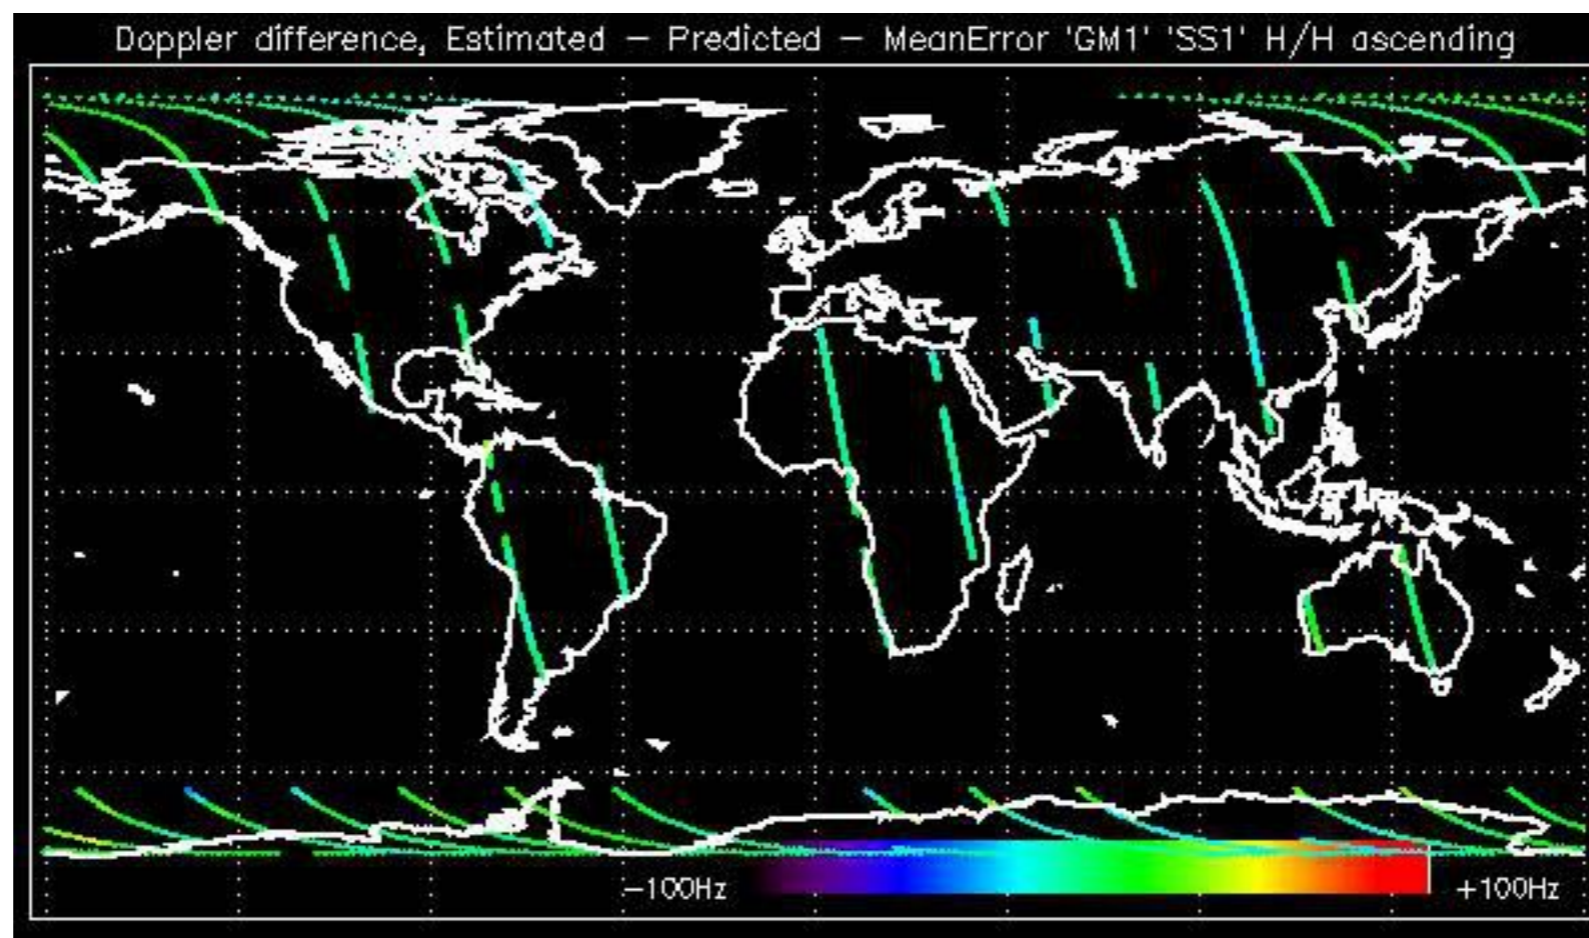 Doppler difference, Estimated − Predicted − MeanError 'GM1' 'SS1' H/H ascending
−100Hz +100Hz